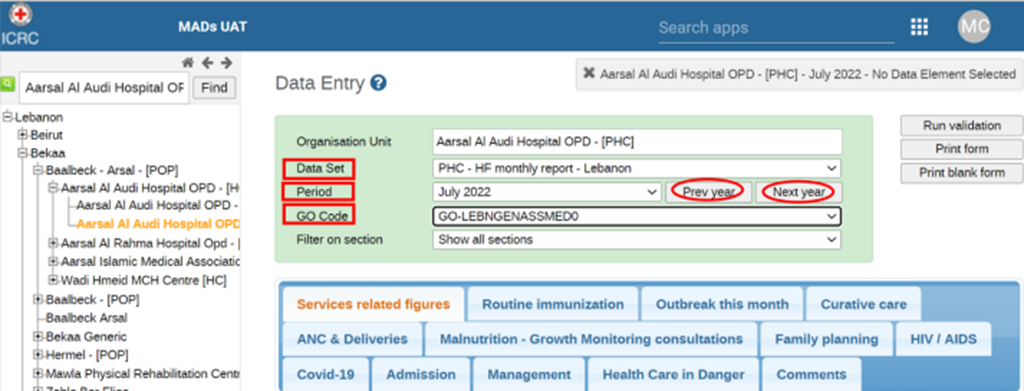 ICRC
MADs UAT
Search apps
MC
Aarsal Al Audi Hospital OP
Find
Lebanon
Beirut
Bekaa
Baalbeck - Arsal - [POP]
Aarsal Al Audi Hospital OPD - [H
Aarsal Al Audi Hospital OPD -
Aarsal Al Audi Hospital OPD
Aarsal Al Rahma Hospital Opd - [
Aarsal Islamic Medical Associatic
Wadi Hmeid MCH Centre [HC]
Baalbeck - [POP]
Baalbeck Arsal
Bekaa Generic
Hermel - [POP]
Mawla Physical Rehabilitation Centr
Data Entry ?
Aarsal Al Audi Hospital OPD - [PHC] - July 2022 - No Data Element Selected
Organisation Unit Aarsal Al Audi Hospital OPD - [PHC]
Data Set PHC - HF monthly report - Lebanon
Period July 2022 Prev year Next year
GO Code GO-LEBNGENASSMED0
Filter on section Show all sections
Run validation
Print form
Print blank form
Services related figures Routine immunization Outbreak this month Curative care
ANC & Deliveries Malnutrition - Growth Monitoring consultations Family planning HIV / AIDS
Covid-19 Admission Management Health Care in Danger Comments